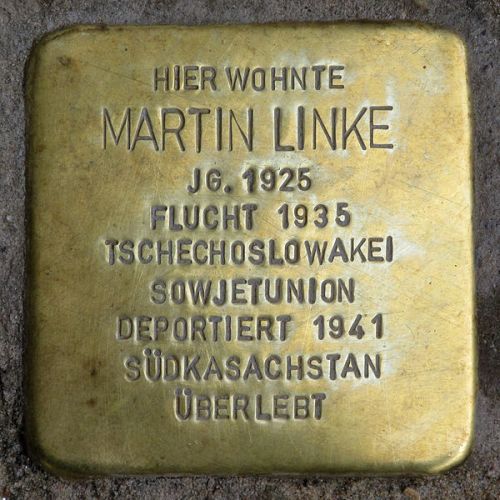 HIER WOHNTE
MARTIN LINKE
JG. 1925
FLUCHT 1935
TSCHECHOSLOWAKEI
SOWJETUNION
DEPORTIERT 1941
SÜDKASACHSTAN
ÜBERLEBT